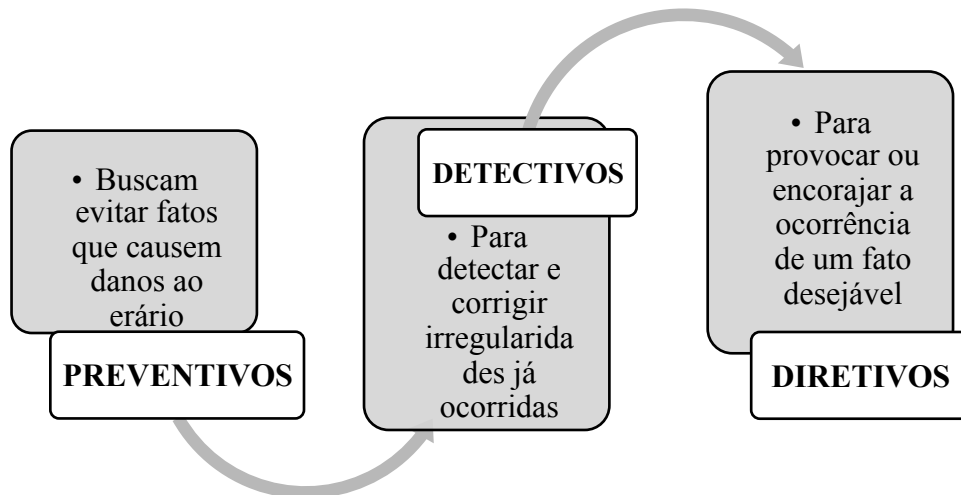 • Buscam
evitar fatos
que causem
danos ao
erário
PREVENTIVOS
DETECTIVOS
• Para
detectar e
corrigir
irregularida
des já
ocorridas
• Para
provocar ou
encorajar a
ocorrência
de um fato
desejável
DIRETIVOS